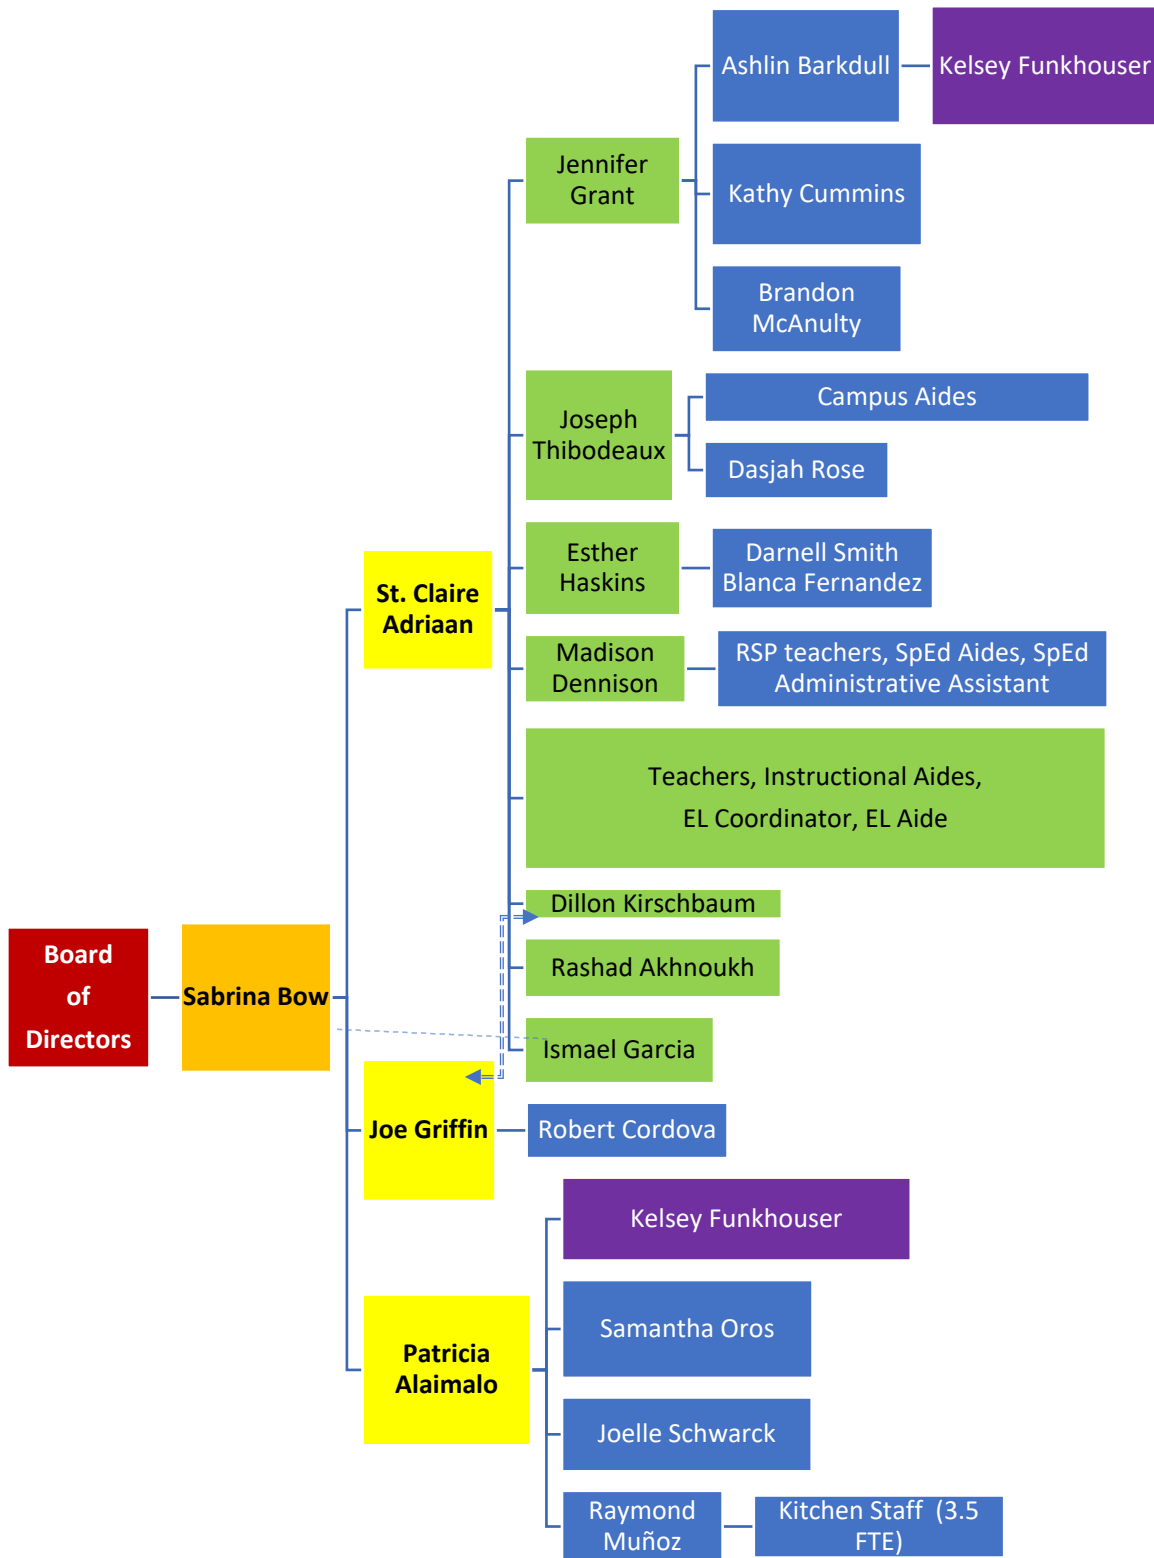 Ashlin Barkdull
Kelsey Funkhouser
Jennifer
Grant
Kathy Cummins
Brandon
McAnulty
Joseph
Thibodeaux
Campus Aides
Dasjah Rose
St. Claire
Adriaan
Esther
Haskins
Darnell Smith
Blanca Fernandez
Madison
Dennison
RSP teachers, SpEd Aides, SpEd
Administrative Assistant
Teachers, Instructional Aides,
EL Coordinator, EL Aide
Dillon Kirschbaum
Board
of
Directors
Sabrina Bow
Rashad Akhnoukh
Ismael Garcia
Joe Griffin
Robert Cordova
Kelsey Funkhouser
Samantha Oros
Patricia
Alaimalo
Joelle Schwarck
Raymond
Muñoz
Kitchen Staff (3.5
FTE)